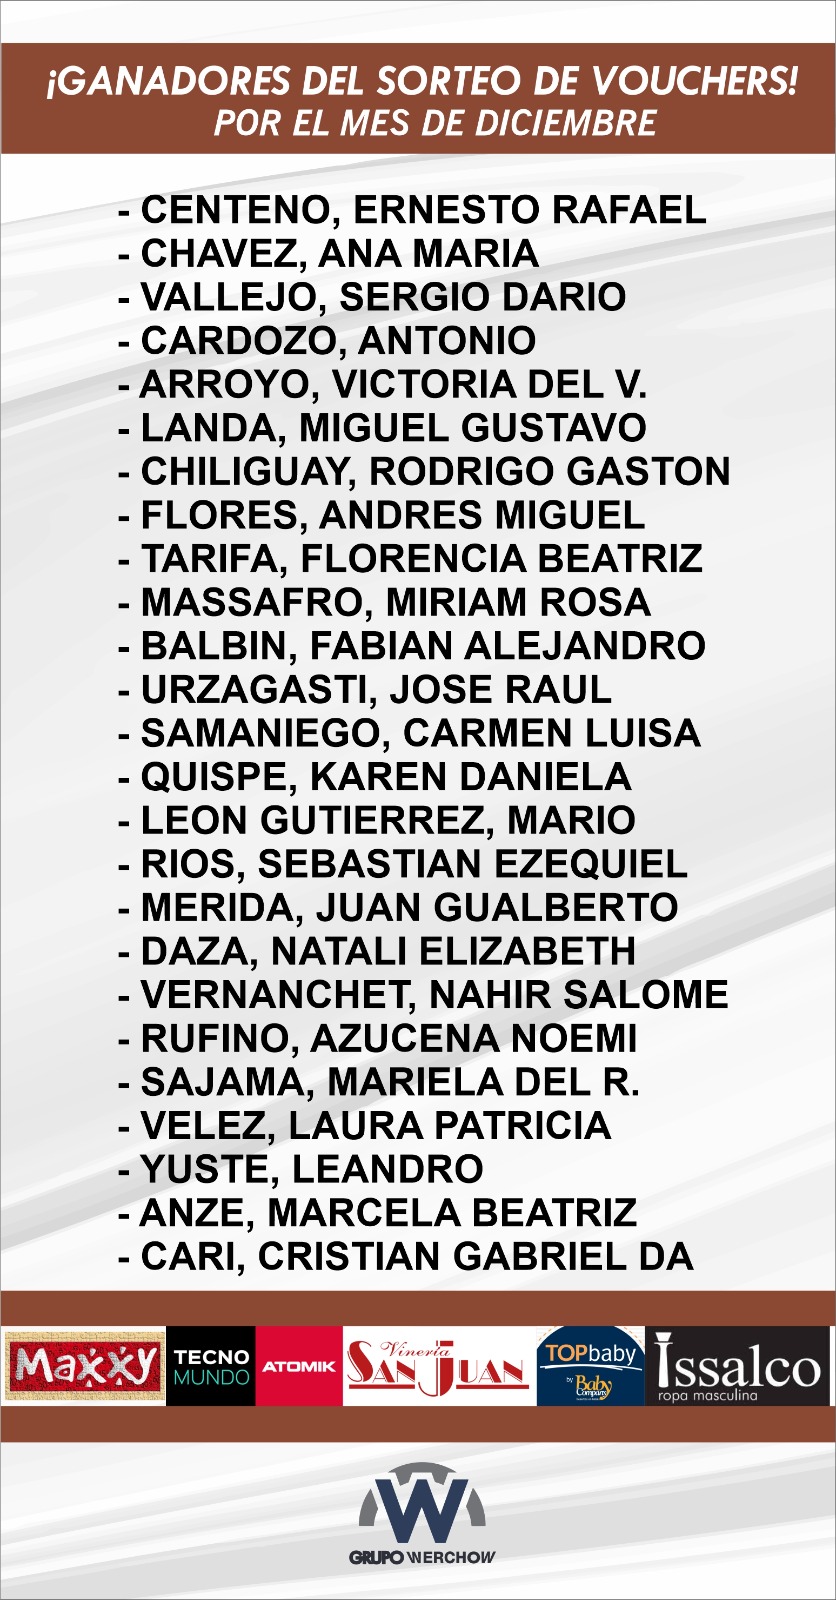 ¡GANADORES DEL SORTEO DE VOUCHERS!
POR EL MES DE DICIEMBRE
- CENTENO, ERNESTO RAFAEL
- CHAVEZ, ANA MARIA
- VALLEJO, SERGIO DARIO
- CARDOZO, ANTONIO
- ARROYO, VICTORIA DEL V.
- LANDA, MIGUEL GUSTAVO
- CHILIGUAY, RODRIGO GASTON
- FLORES, ANDRES MIGUEL
- TARIFA, FLORENCIA BEATRIZ
- MASSAFRO, MIRIAM ROSA
- BALBIN, FABIAN ALEJANDRO
- URZAGASTI, JOSE RAUL
- SAMANIEGO, CARMEN LUISA
- QUISPE, KAREN DANIELA
- LEON GUTIERREZ, MARIO
- RIOS, SEBASTIAN EZEQUIEL
- MERIDA, JUAN GUALBERTO
- DAZA, NATALI ELIZABETH
- VERNANCHET, NAHIR SALOME
- RUFINO, AZUCENA NOEMI
- SAJAMA, MARIELA DEL R.
- VELEZ, LAURA PATRICIA
- YUSTE, LEANDRO
- ANZE, MARCELA BEATRIZ
- CARI, CRISTIAN GABRIEL DA
Maxxy
TECNO
MUNDO
ATOMIK
Vinería
SAN JUAN
TOPbaby
by Baby
Company
Issalco
ropa masculina
W
GRUPO WERCHOW